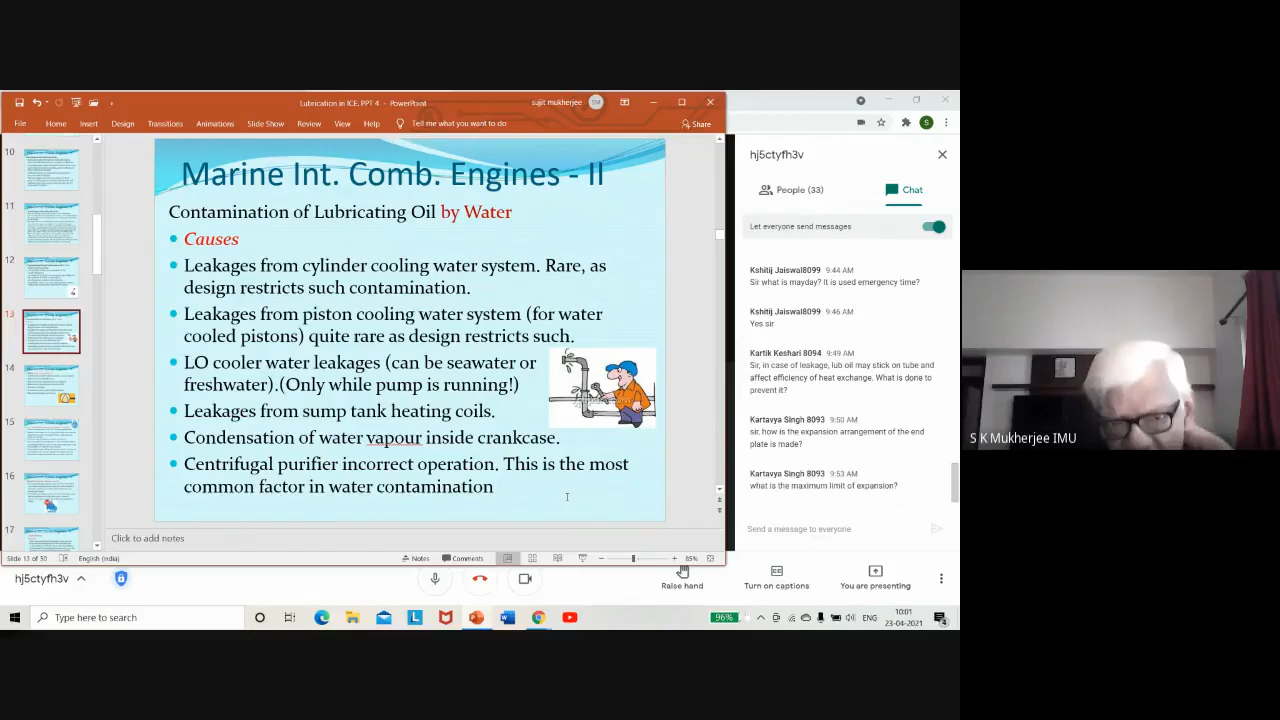 Lubrication in ICE. PPT 4 - PowerPoint
sujit mukherjee
SM
File Home Insert Design Transitions Animations Slide Show Review View Help Tell me what you want to do Share
10
11
12
13
14
15
16
17
Marine Int. Comb. Engines - II
Contamination of Lubricating Oil by Water
Causes
Leakages from cylinder cooling water system. Rare, as
design restricts such contamination.
Leakages from piston cooling water system (for water
cooled pistons) quite rare as design restricts such.
LO cooler water leakages (can be seawater or
freshwater).(Only while pump is running!)
Leakages from sump tank heating coils.
Condensation of water vapour inside crankcase.
Centrifugal purifier incorrect operation. This is the most
common factor in water contamination.
Click to add notes
Slide 13 of 50 English (India) Notes Comments 85%
S
hj5ctyfh3v
People (33) Chat
Let everyone send messages
Kshitij Jaiswal8099 9:44 AM
Sir what is mayday? It is used emergency time?
Kshitij Jaiswal8099 9:46 AM
Yes sir
Kartik Keshari 8094 9:49 AM
Sir, in case of leakage, lub oil may stick on tube and
affect efficiency of heat exchange. What is done to
prevent it?
Kartavya Singh 8093 9:50 AM
sir, how is the expansion arrangement of the end
plate is made?
Kartavya Singh 8093 9:53 AM
what is the maximum limit of expansion?
Send a message to everyone
hj5ctyfh3v
Raise hand Turn on captions You are presenting
Type here to search
96% ENG 10:01
23-04-2021
S K Mukherjee IMU